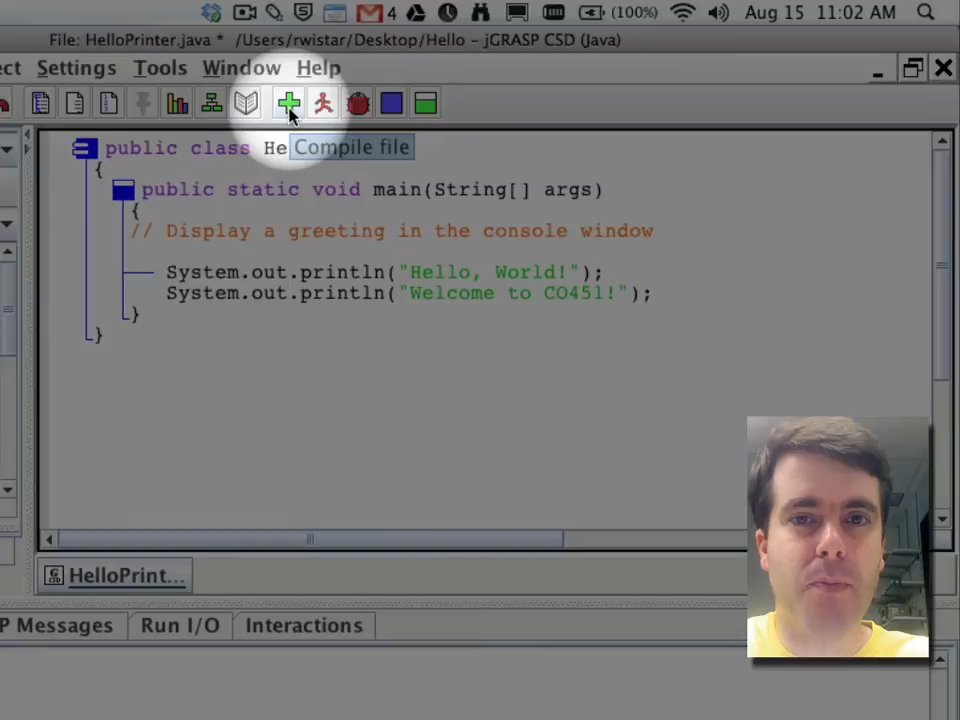 4 (100%) Aug 15 11:02 AM
File: HelloPrinter.java * /Users/rwistar/Desktop/Hello - jGRASP CSD (Java)
ect Settings Tools Window Help
public class He
Compile file
{
public static void main(String[] args)
{
// Display a greeting in the console window
System.out.println("Hello, World!");
System.out.println("Welcome to CO451!");
}
}
HelloPrint...
P Messages Run I/O Interactions